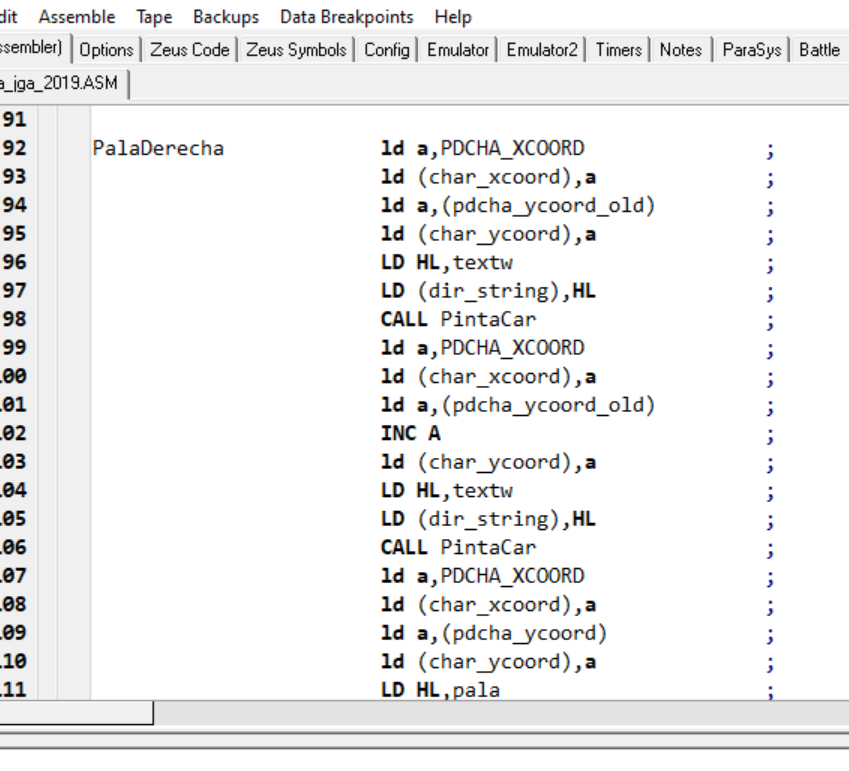 dit Assemble Tape Backups Data Breakpoints Help
ssembler) Options Zeus Code Zeus Symbols Config Emulator Emulator2 Timers Notes ParaSys Battle
a_jga_2019.ASM
91
92 PalaDerecha ld a,PDCHA_XCOORD ;
93 ld (char_xcoord),a ;
94 ld a,(pdcha_ycoord_old) ;
95 ld (char_ycoord),a ;
96 LD HL,textw ;
97 LD (dir_string),HL ;
98 CALL PintaCar ;
99 ld a,PDCHA_XCOORD ;
00 ld (char_xcoord),a ;
01 ld a,(pdcha_ycoord_old) ;
02 INC A ;
03 ld (char_ycoord),a ;
04 LD HL,textw ;
05 LD (dir_string),HL ;
06 CALL PintaCar ;
07 ld a,PDCHA_XCOORD ;
08 ld (char_xcoord),a ;
09 ld a,(pdcha_ycoord) ;
10 ld (char_ycoord),a ;
11 LD HL,pala ;